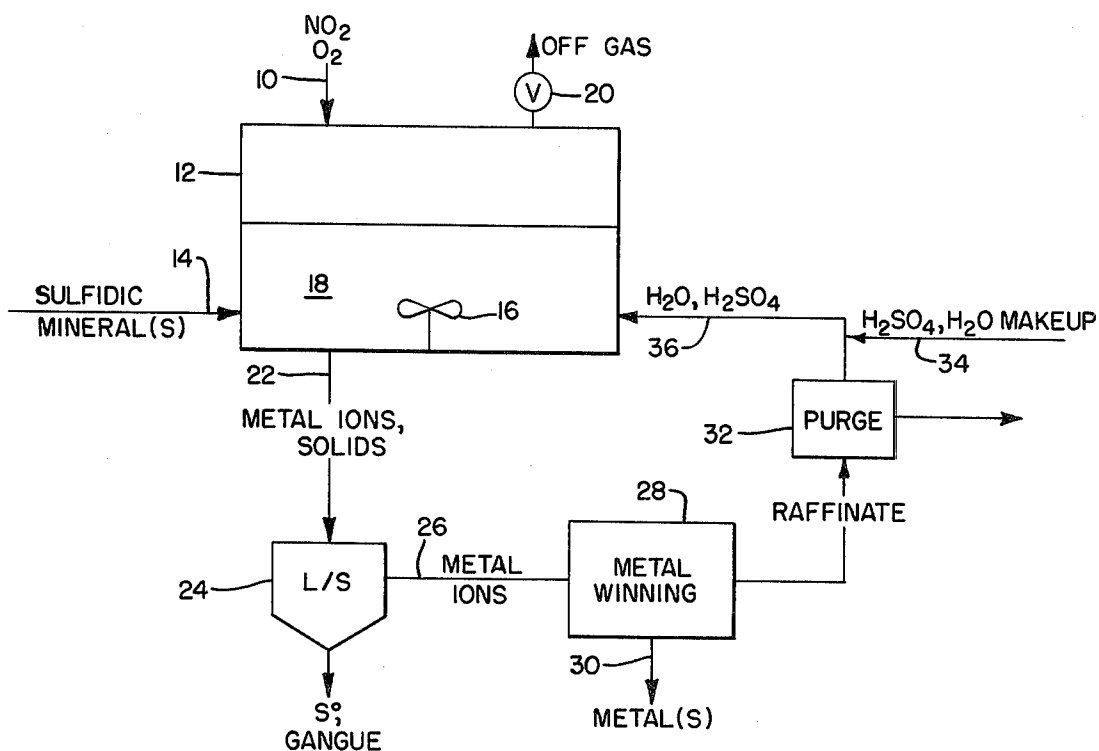 NO2
O2
10
OFF GAS
V
20
12
14
SULFIDIC
MINERAL(S)
18
16
H2O, H2SO4
36
H2SO4, H2O MAKEUP
34
22
METAL IONS,
SOLIDS
PURGE
32
RAFFINATE
28
26
METAL
IONS
24
L/S
METAL
WINNING
30
S°,
GANGUE
METAL(S)